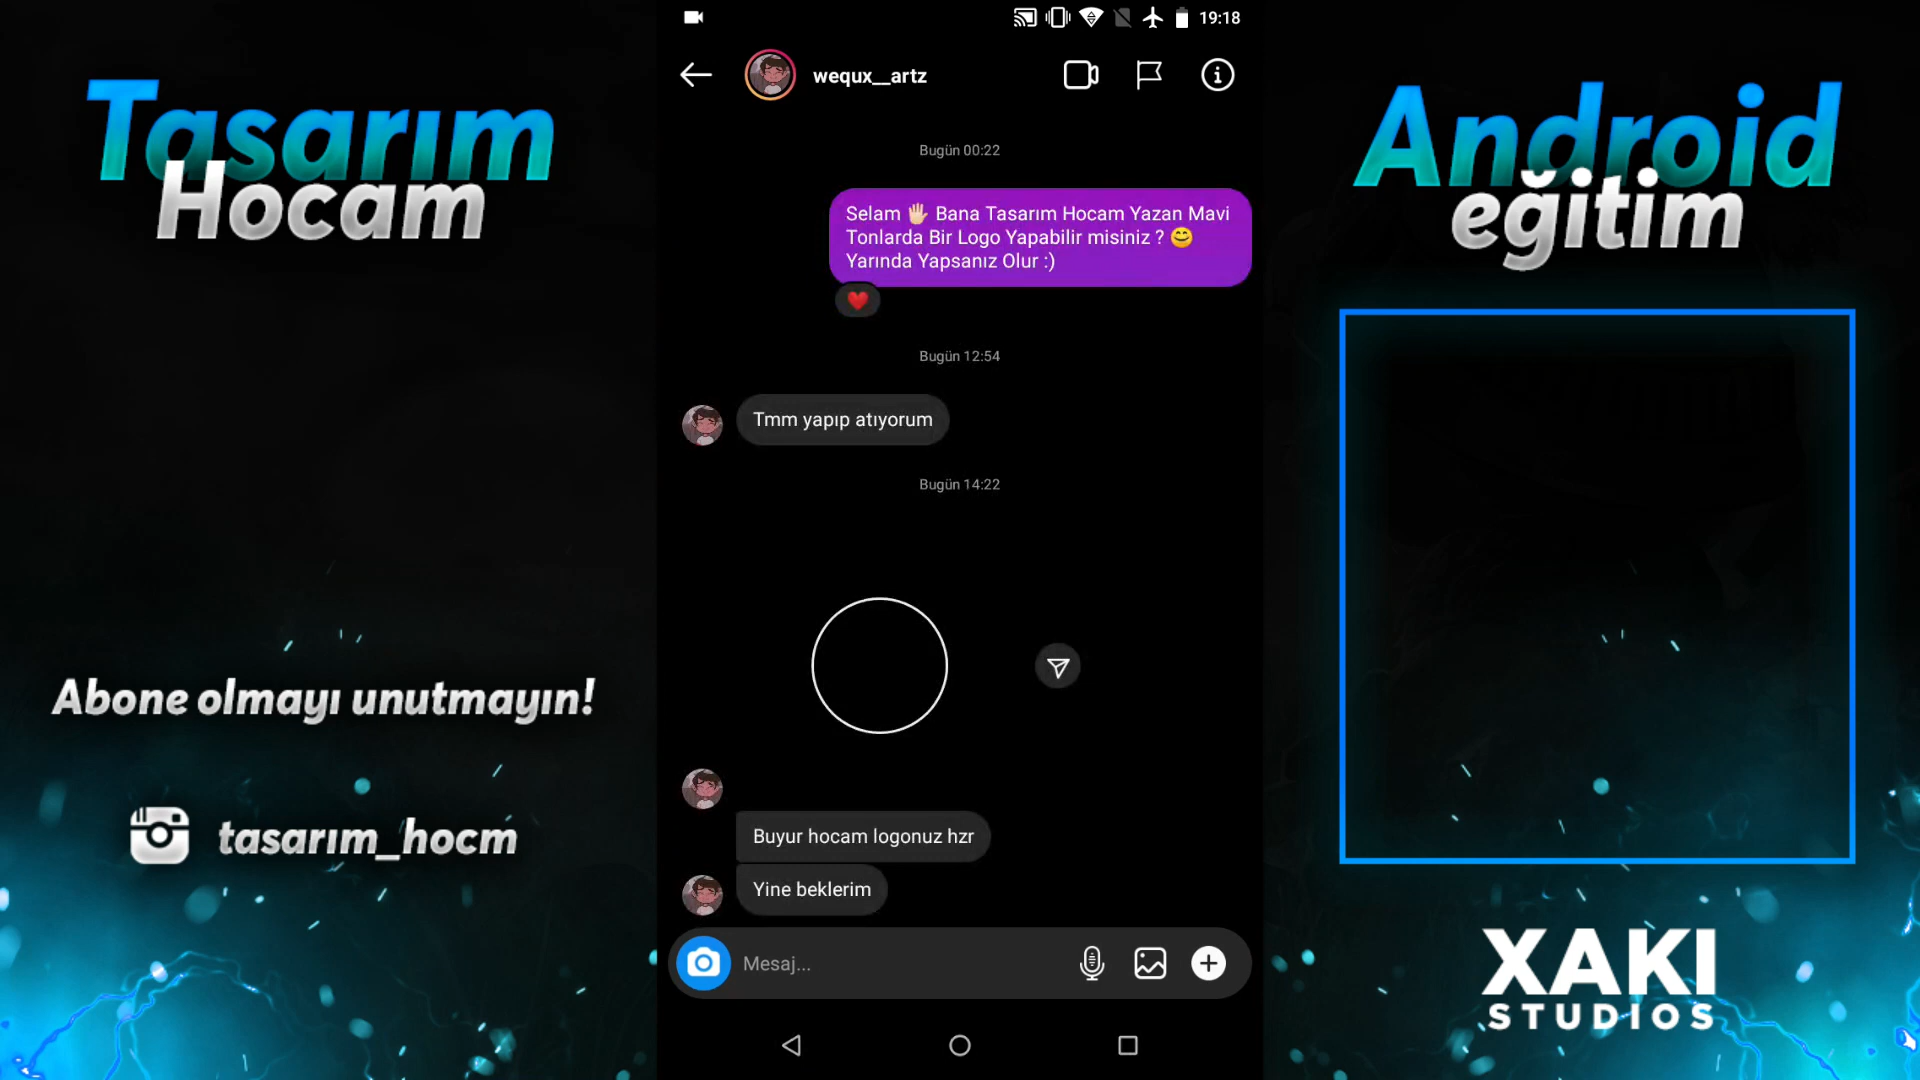 Tasarım
Hocam
Abone olmayı unutmayın!
tasarım_hocm
19:18
wequx__artz
Bugün 00:22
Selam 🖐🏻 Bana Tasarım Hocam Yazan Mavi
Tonlarda Bir Logo Yapabilir misiniz ? 😊
Yarında Yapsanız Olur :)
❤️
Bugün 12:54
Tmm yapıp atıyorum
Bugün 14:22
Buyur hocam logonuz hzr
Yine beklerim
Mesaj...
Android
eğitim
XAKI
STUDIOS